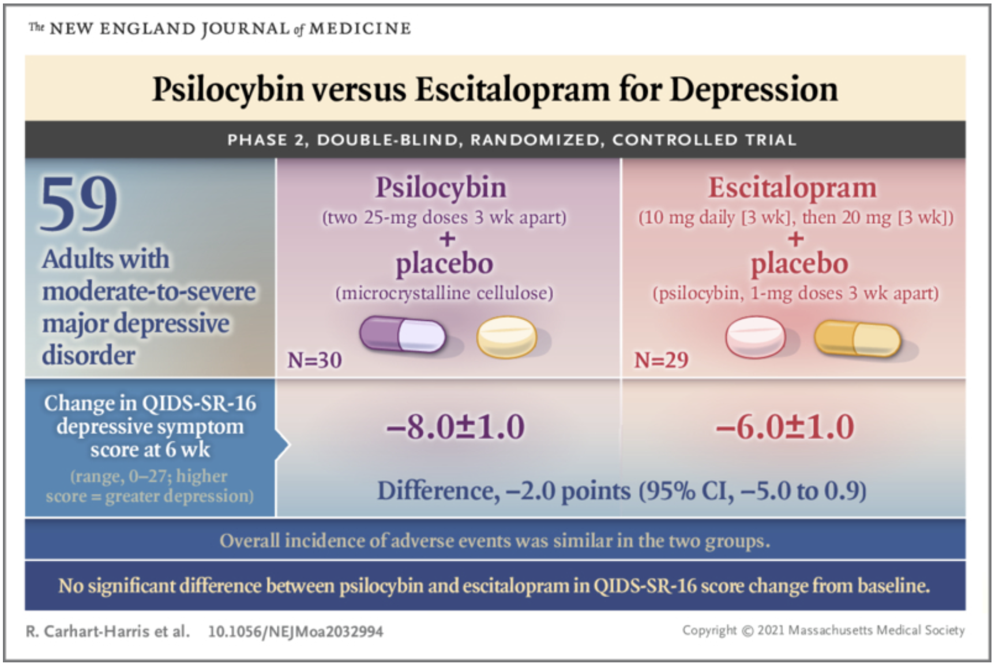 The NEW ENGLAND JOURNAL of MEDICINE
Psilocybin versus Escitalopram for Depression
PHASE 2, DOUBLE-BLIND, RANDOMIZED, CONTROLLED TRIAL
59
Adults with
moderate-to-severe
major depressive
disorder
Psilocybin
(two 25-mg doses 3 wk apart)
+
placebo
(microcrystalline cellulose)
N=30
Escitalopram
(10 mg daily [3 wk], then 20 mg [3 wk])
+
placebo
(psilocybin, 1-mg doses 3 wk apart)
N=29
Change in QIDS-SR-16
depressive symptom
score at 6 wk
(range, 0–27; higher
score = greater depression)
–8.0±1.0
–6.0±1.0
Difference, –2.0 points (95% CI, –5.0 to 0.9)
Overall incidence of adverse events was similar in the two groups.
No significant difference between psilocybin and escitalopram in QIDS-SR-16 score change from baseline.
R. Carhart-Harris et al. 10.1056/NEJMoa2032994
Copyright © 2021 Massachusetts Medical Society